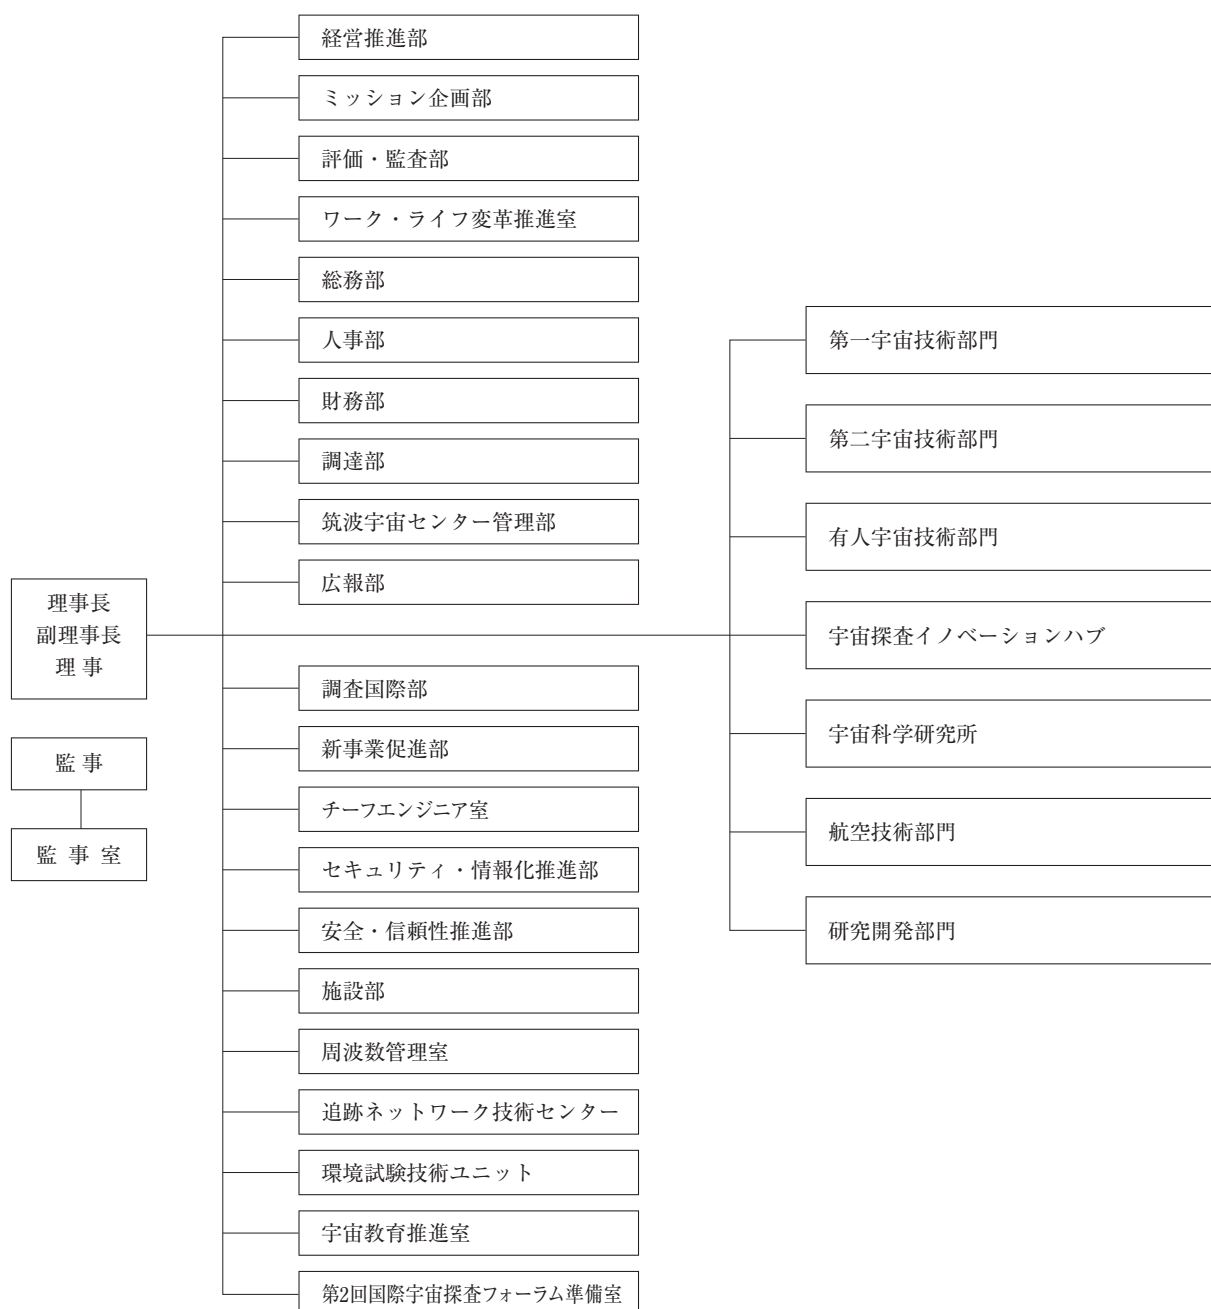 経営推進部
ミッション企画部
評価・監査部
ワーク・ライフ変革推進室
総務部
人事部
財務部
調達部
筑波宇宙センター管理部
広報部
理事長
副理事長
理 事
監 事
監 事 室
調査国際部
新事業促進部
チーフエンジニア室
セキュリティ・情報化推進部
安全・信頼性推進部
施設部
周波数管理室
追跡ネットワーク技術センター
環境試験技術ユニット
宇宙教育推進室
第2回国際宇宙探査フォーラム準備室
第一宇宙技術部門
第二宇宙技術部門
有人宇宙技術部門
宇宙探査イノベーションハブ
宇宙科学研究所
航空技術部門
研究開発部門